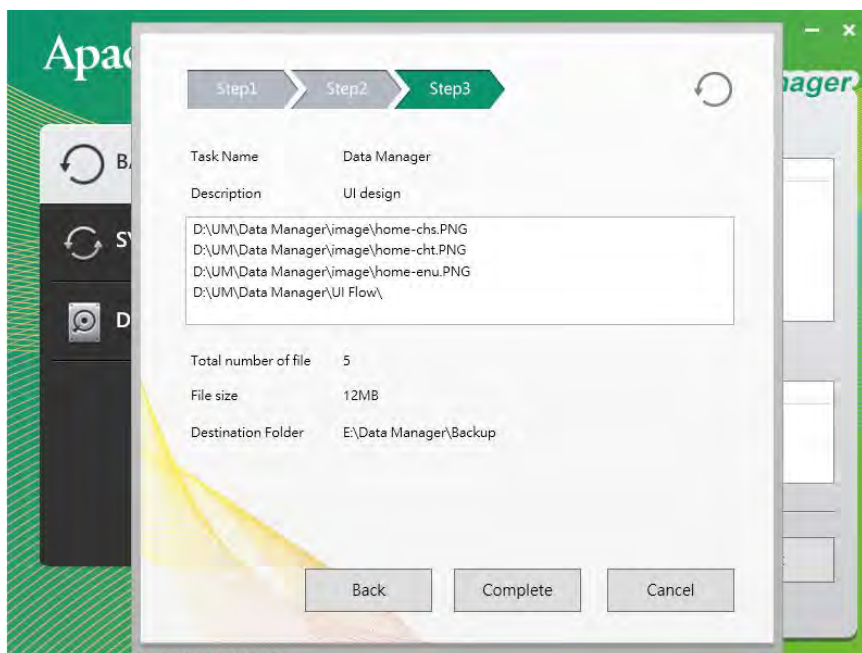 Step1 Step2 Step3
Task Name Data Manager
Description UI design
D:\UM\Data Manager\image\home-chs.PNG
D:\UM\Data Manager\image\home-cht.PNG
D:\UM\Data Manager\image\home-enu.PNG
D:\UM\Data Manager\UI Flow\
Total number of file 5
File size 12MB
Destination Folder E:\Data Manager\Backup
Back Complete Cancel